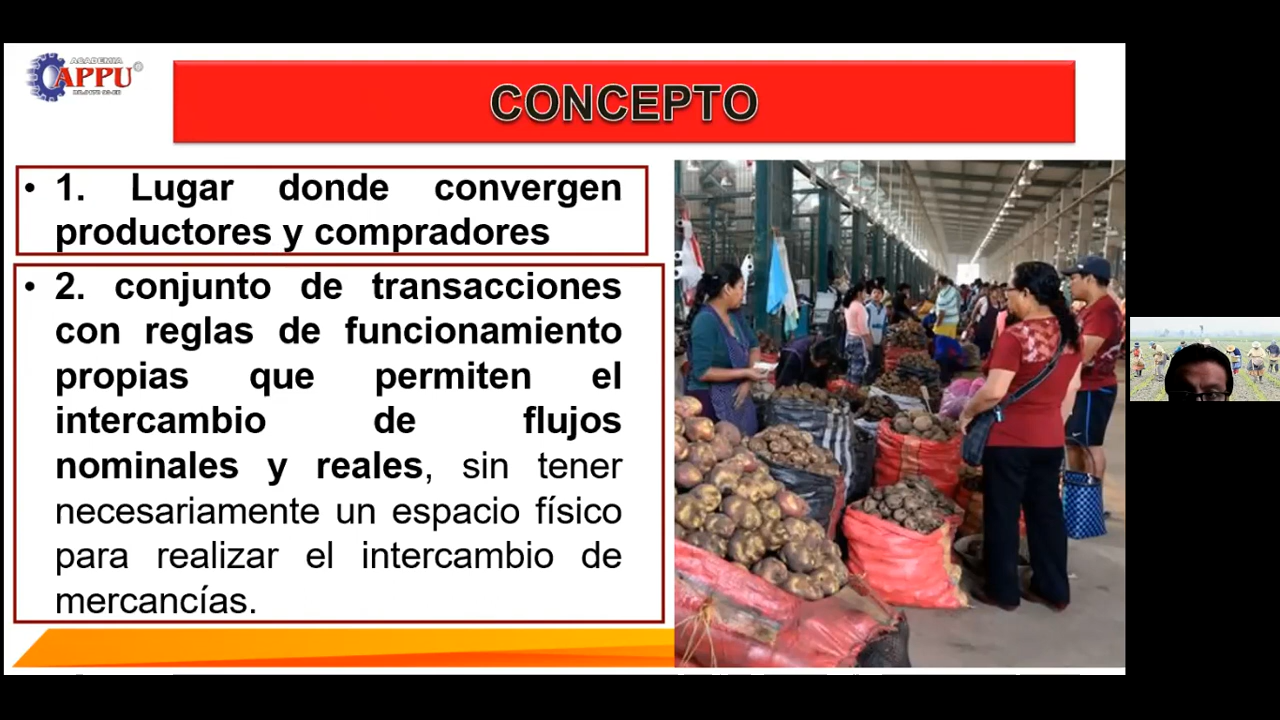 ACADEMIA
APPU
CONCEPTO
• 1. Lugar donde convergen
productores y compradores
• 2. conjunto de transacciones
con reglas de funcionamiento
propias que permiten el
intercambio de flujos
nominales y reales, sin tener
necesariamente un espacio físico
para realizar el intercambio de
mercancías.